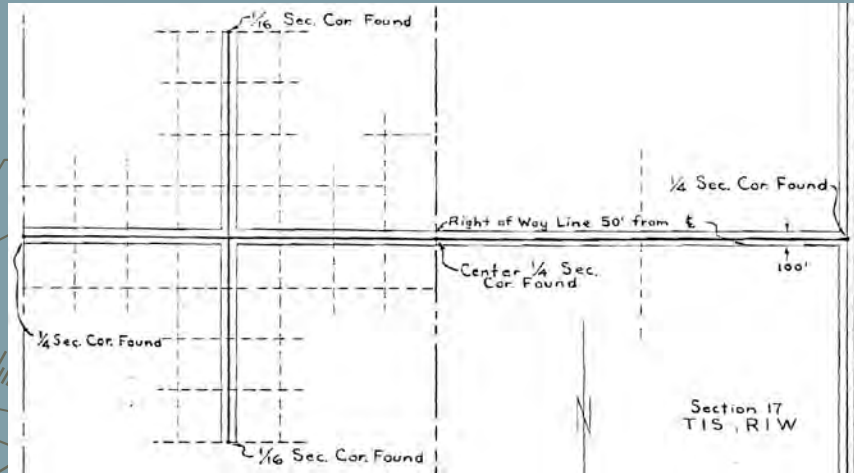 1/16 Sec. Cor. Found
1/4 Sec. Cor. Found
Right of Way Line 50' from ℄
Center 1/4 Sec.
Cor. Found
100'
1/4 Sec. Cor. Found
N
Section 17
T1S, R1W
1/16 Sec. Cor. Found